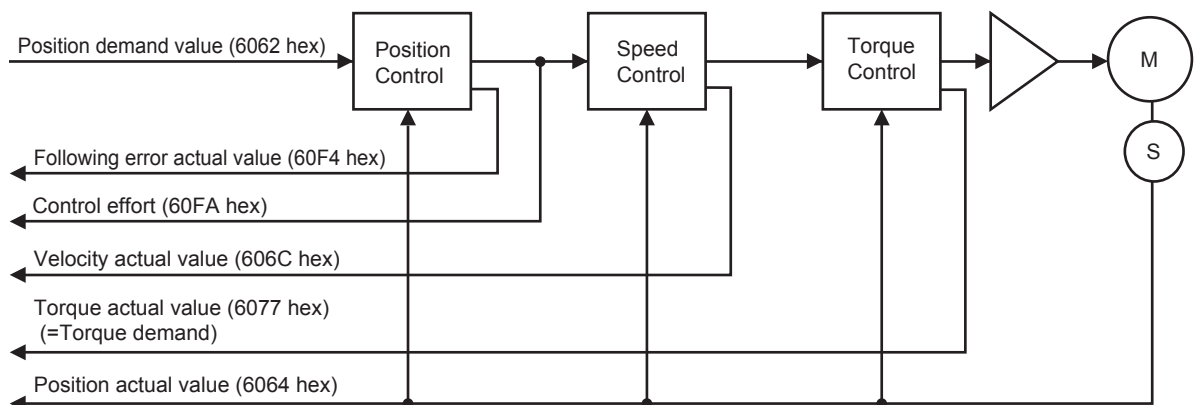 Position demand value (6062 hex)
Position
Control
Speed
Control
Torque
Control
M
S
Following error actual value (60F4 hex)
Control effort (60FA hex)
Velocity actual value (606C hex)
Torque actual value (6077 hex)
(=Torque demand)
Position actual value (6064 hex)